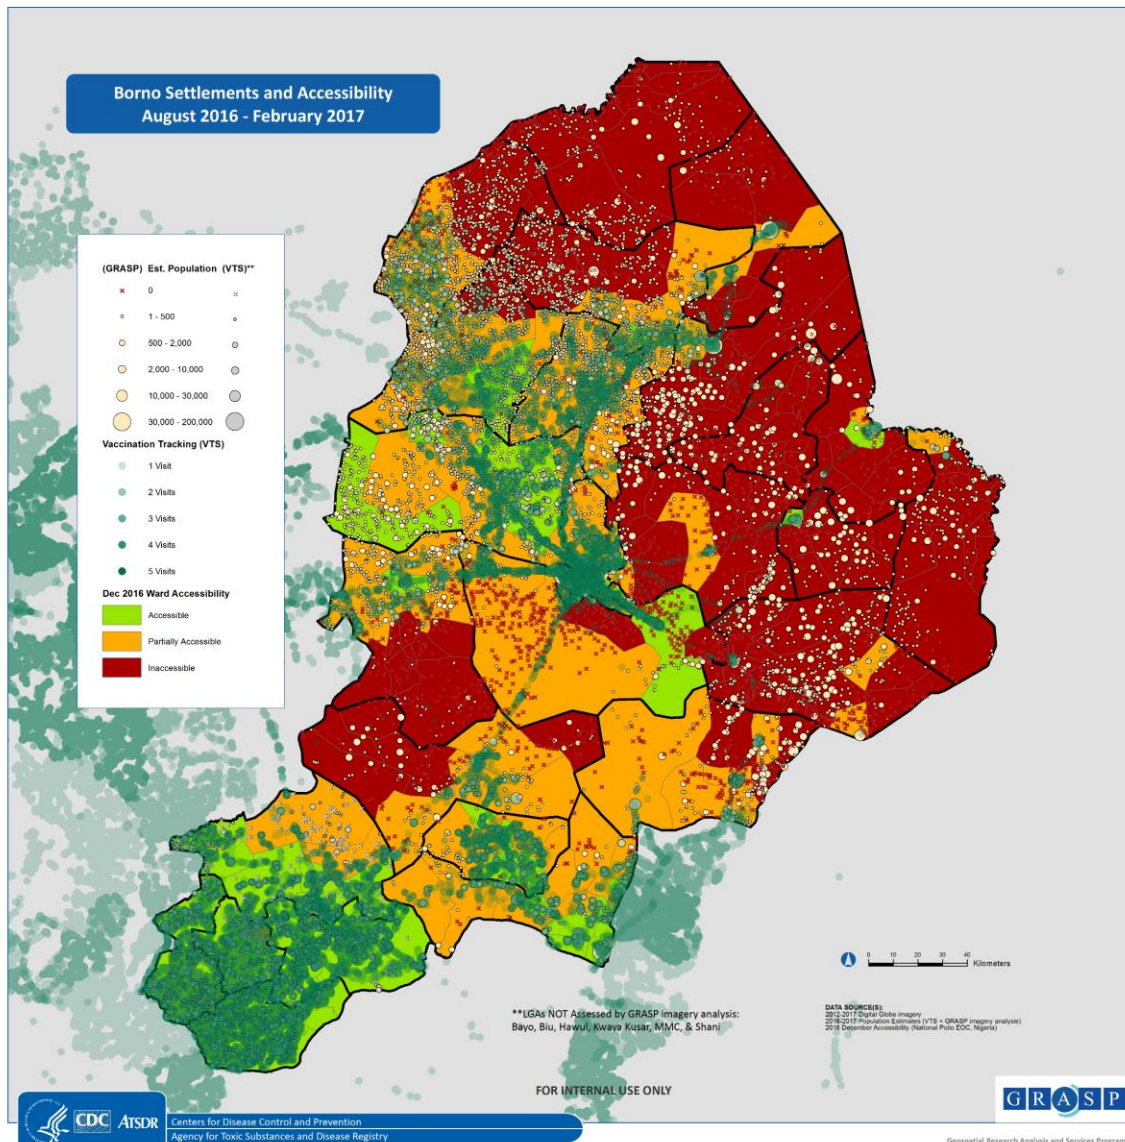 Borno Settlements and Accessibility
August 2016 - February 2017
(GRASP) Est. Population (VTS)**
0
1 - 500
500 - 2,000
2,000 - 10,000
10,000 - 30,000
30,000 - 200,000
Vaccination Tracking (VTS)
1 Visit
2 Visits
3 Visits
4 Visits
5 Visits
Dec 2016 Ward Accessibility
Accessible
Partially Accessible
Inaccessible
0 10 20 30 40
Kilometers
**LGAs NOT Assessed by GRASP imagery analysis:
Bayo, Biu, Hawul, Kwaya Kusar, MMC, & Shani
DATA SOURCE(S):
2012-2017 Digital Globe imagery
2016-2017 Population Estimates (VTS + GRASP imagery analysis)
2016 December Accessibility (National Polio EOC, Nigeria)
FOR INTERNAL USE ONLY
CDC ATSDR
Centers for Disease Control and Prevention
Agency for Toxic Substances and Disease Registry
GRASP
Geospatial Research Analysis and Services Program